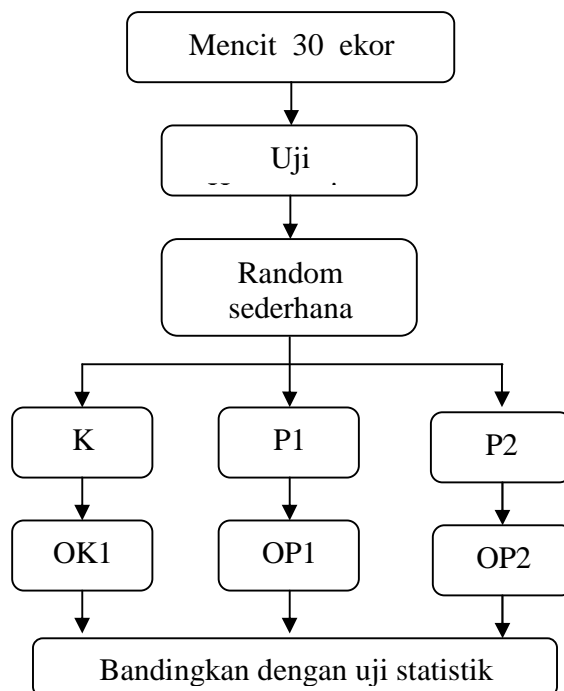 Mencit 30 ekor
Uji
Random
sederhana
K
P1
P2
OK1
OP1
OP2
Bandingkan dengan uji statistik